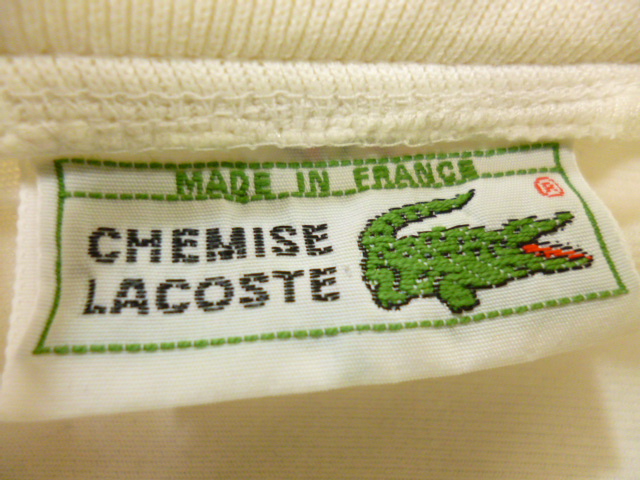 MADE IN FRANCE
®
CHEMISE
LACOSTE